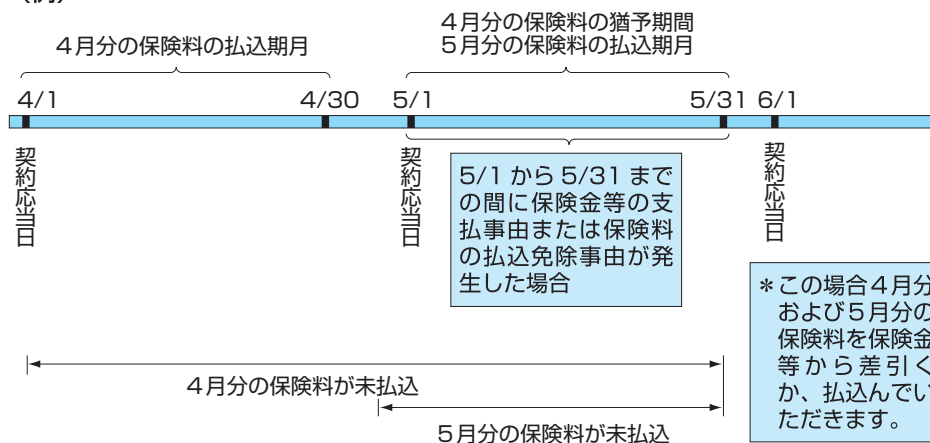 (例)
4月分の保険料の払込期月
4月分の保険料の猶予期間
5月分の保険料の払込期月
4/1
4/30
5/1
5/31
6/1
契約応当日
契約応当日
契約応当日
5/1 から 5/31 まで
の間に保険金等の支
払事由または保険料
の払込免除事由が発
生した場合
*この場合4月分
および5月分の
保険料を保険金
等から差引く
か、払込んでい
ただきます。
4月分の保険料が未払込
5月分の保険料が未払込